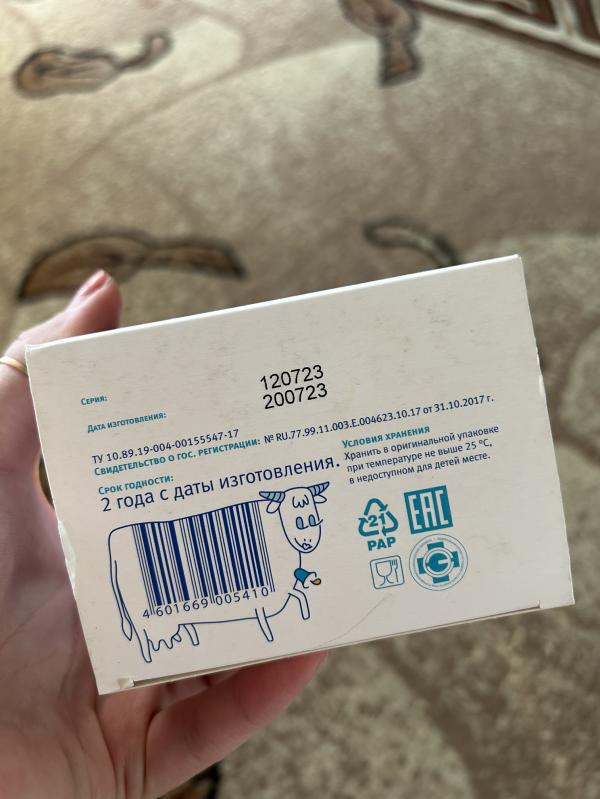 Серия:
120723
Дата изготовления:
200723
ТУ 10.89.19-004-00155547-17
Свидетельство о гос. регистрации: № RU.77.99.11.003.Е.004623.10.17 от 31.10.2017 г.
Срок годности:
2 года с даты изготовления.
Условия хранения
Хранить в оригинальной упаковке
при температуре не выше 25 °С,
в недоступном для детей месте.
21
PAP
EAC
4 601669 005410